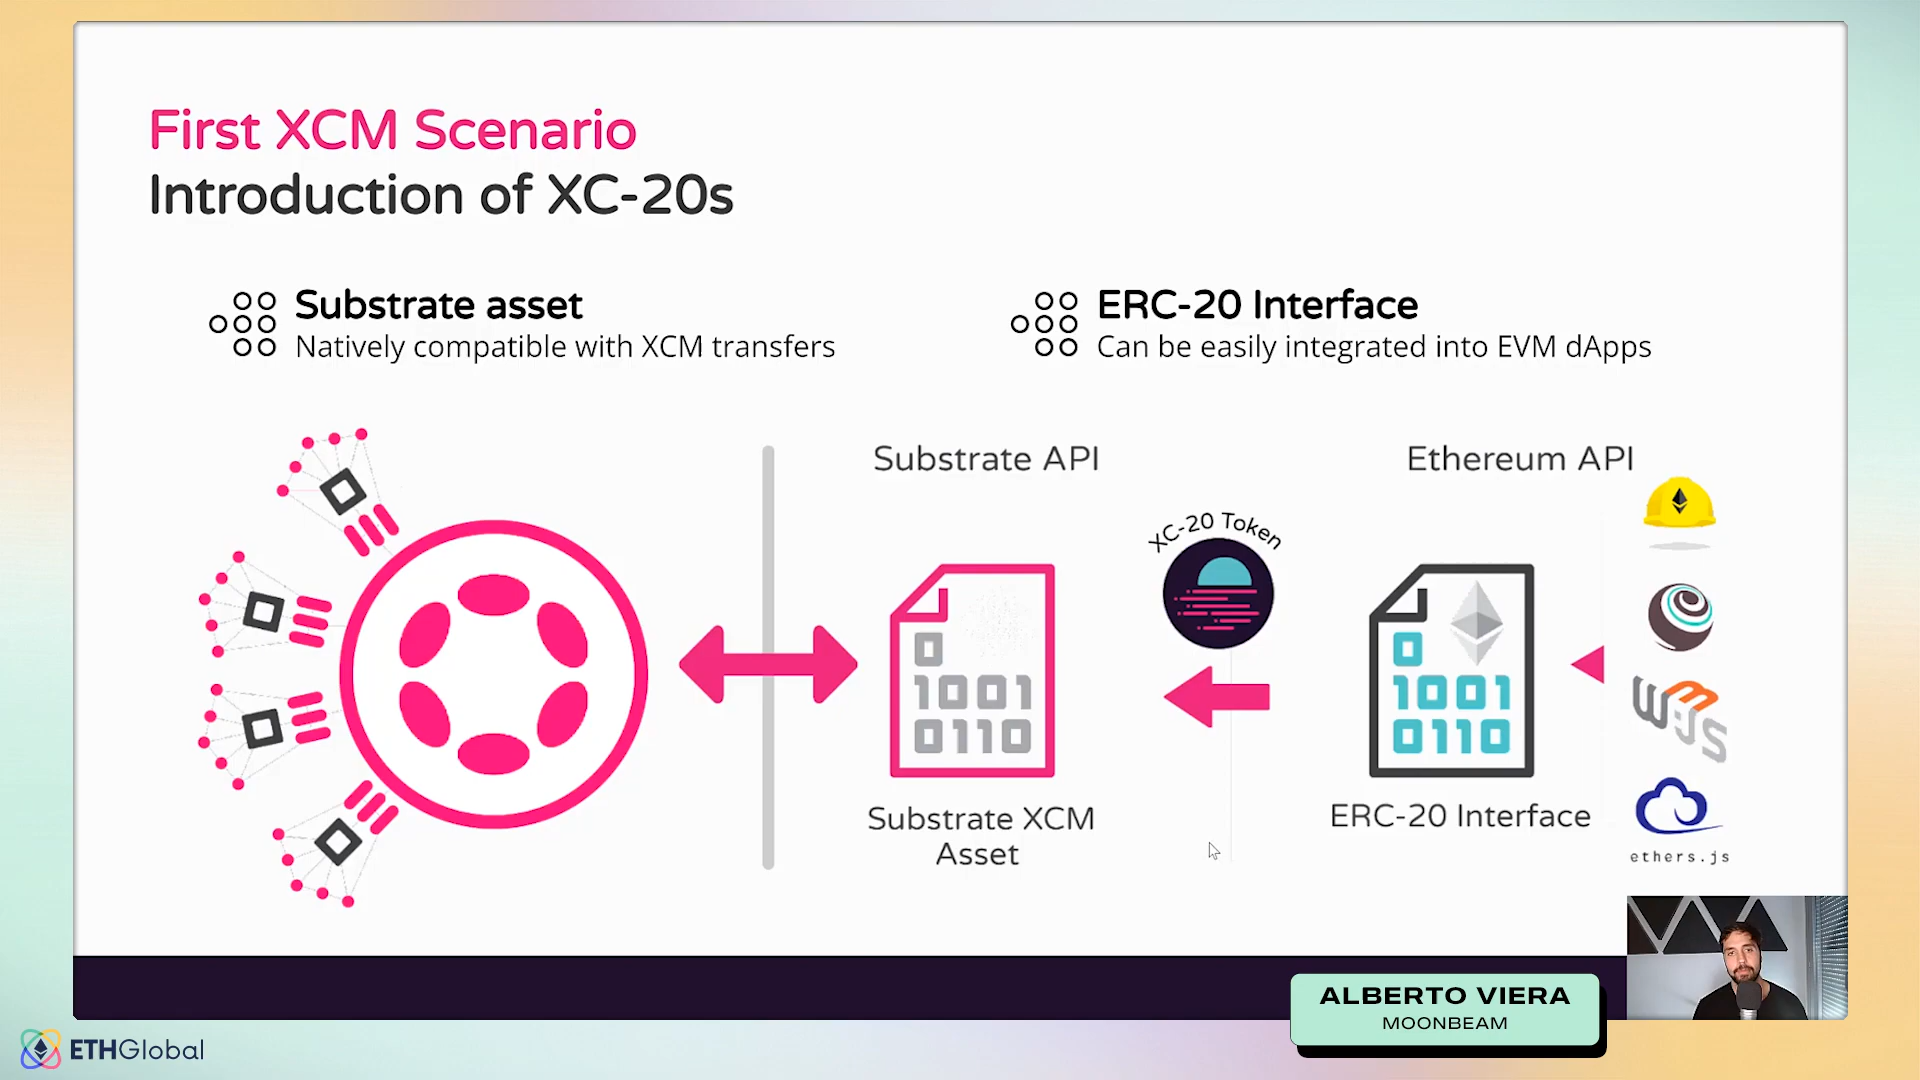 First XCM Scenario
Introduction of XC-20s
Substrate asset
Natively compatible with XCM transfers
ERC-20 Interface
Can be easily integrated into EVM dApps
Substrate API
Ethereum API
XC-20 Token
0
1001
0110
0
1001
0110
W3JS
Substrate XCM
Asset
ERC-20 Interface
ethers.js
ALBERTO VIERA
MOONBEAM
ETHGlobal